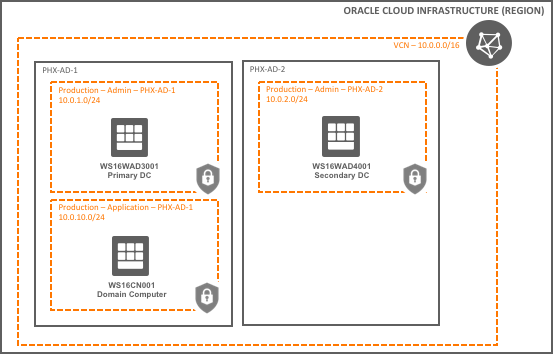 ORACLE CLOUD INFRASTRUCTURE (REGION)
VCN – 10.0.0.0/16
PHX-AD-1
Production – Admin – PHX-AD-1
10.0.1.0/24
WS16WAD3001
Primary DC
Production – Application – PHX-AD-1
10.0.10.0/24
WS16CN001
Domain Computer
PHX-AD-2
Production – Admin – PHX-AD-2
10.0.2.0/24
WS16WAD4001
Secondary DC